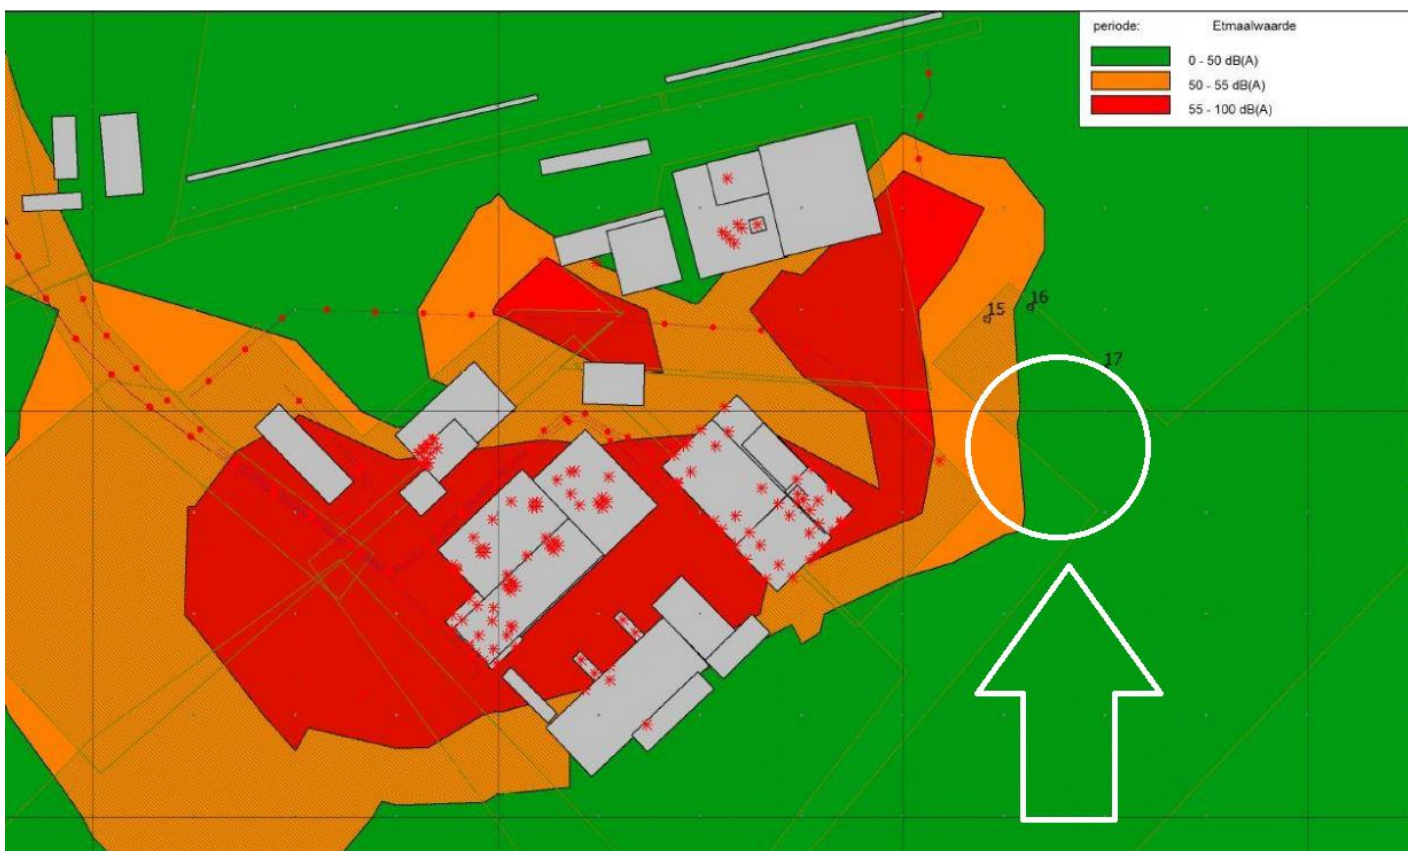 periode: Etmaalwaarde
0 - 50 dB(A)
50 - 55 dB(A)
55 - 100 dB(A)
16
15
17